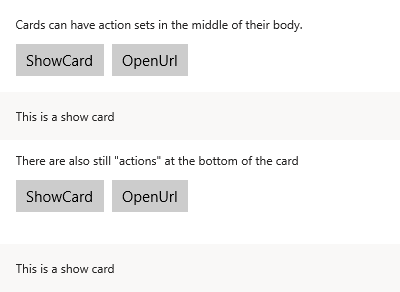 Cards can have action sets in the middle of their body.
ShowCard OpenUrl
This is a show card
There are also still "actions" at the bottom of the card
ShowCard OpenUrl
This is a show card